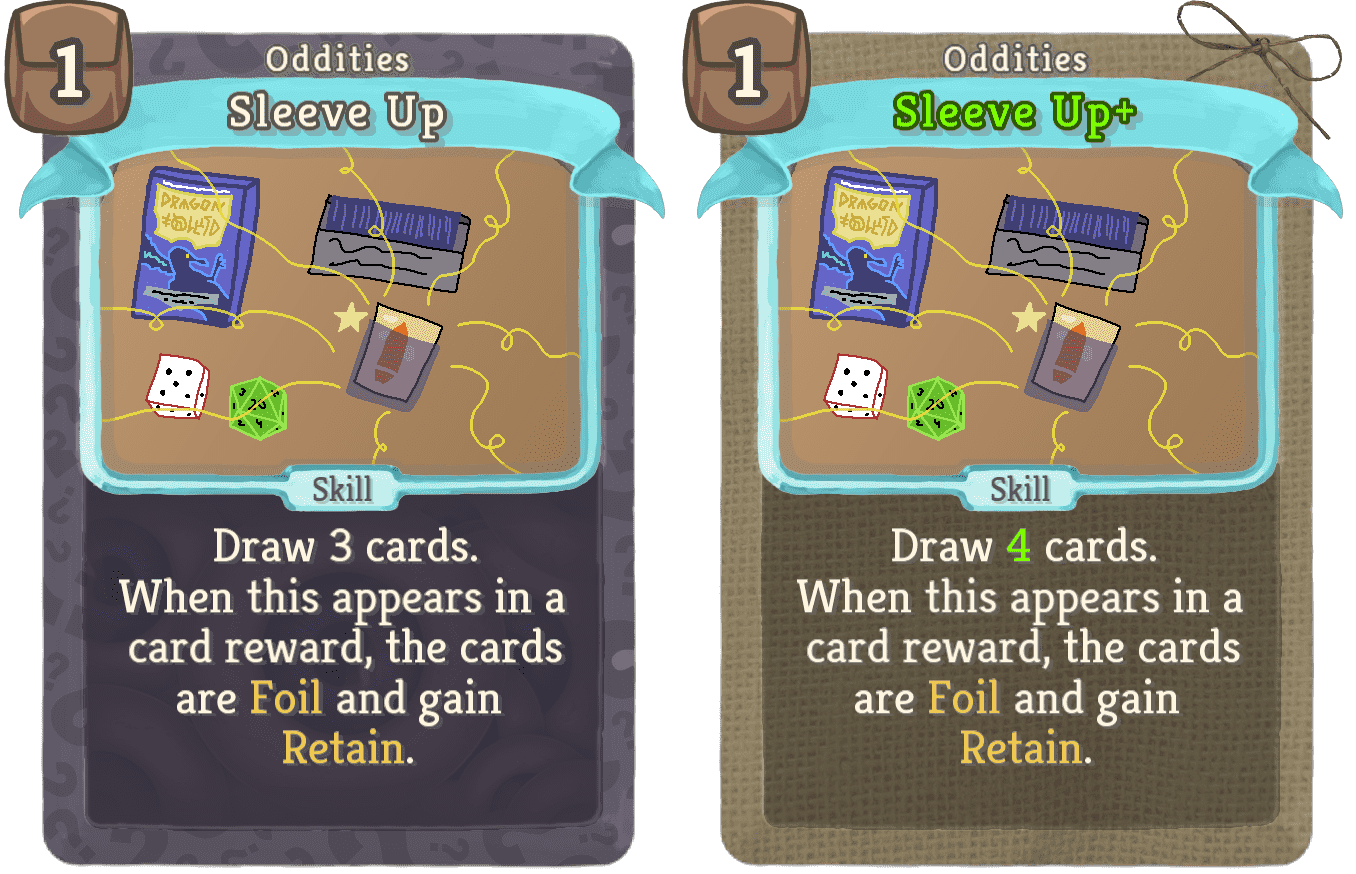 1
Oddities
Sleeve Up
DRAGON
Skill
Draw 3 cards.
When this appears in a
card reward, the cards
are Foil and gain
Retain.
1
Oddities
Sleeve Up+
DRAGON
Skill
Draw 4 cards.
When this appears in a
card reward, the cards
are Foil and gain
Retain.